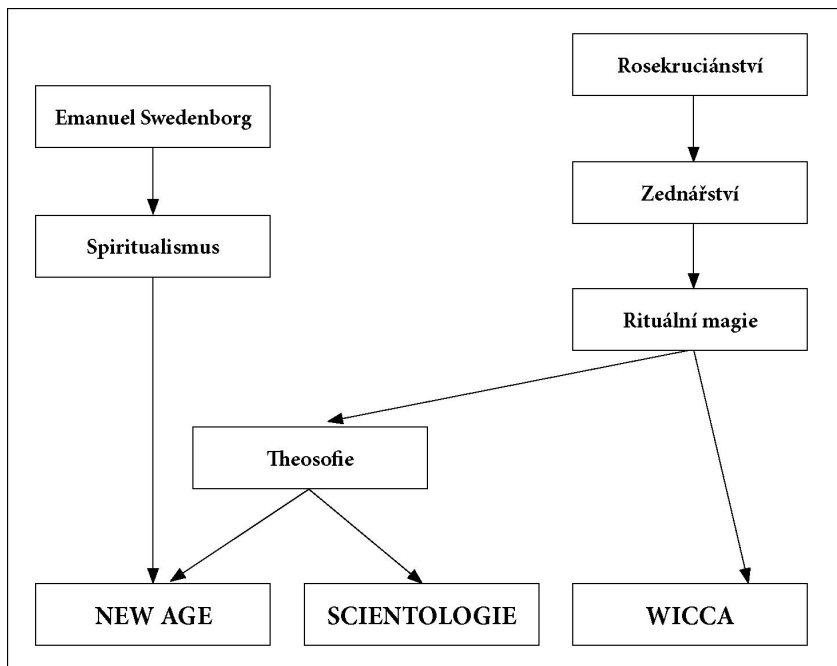 Rosekruciánství
Emanuel Swedenborg
Zednářství
Spiritualismus
Rituální magie
Theosofie
NEW AGE
SCIENTOLOGIE
WICCA